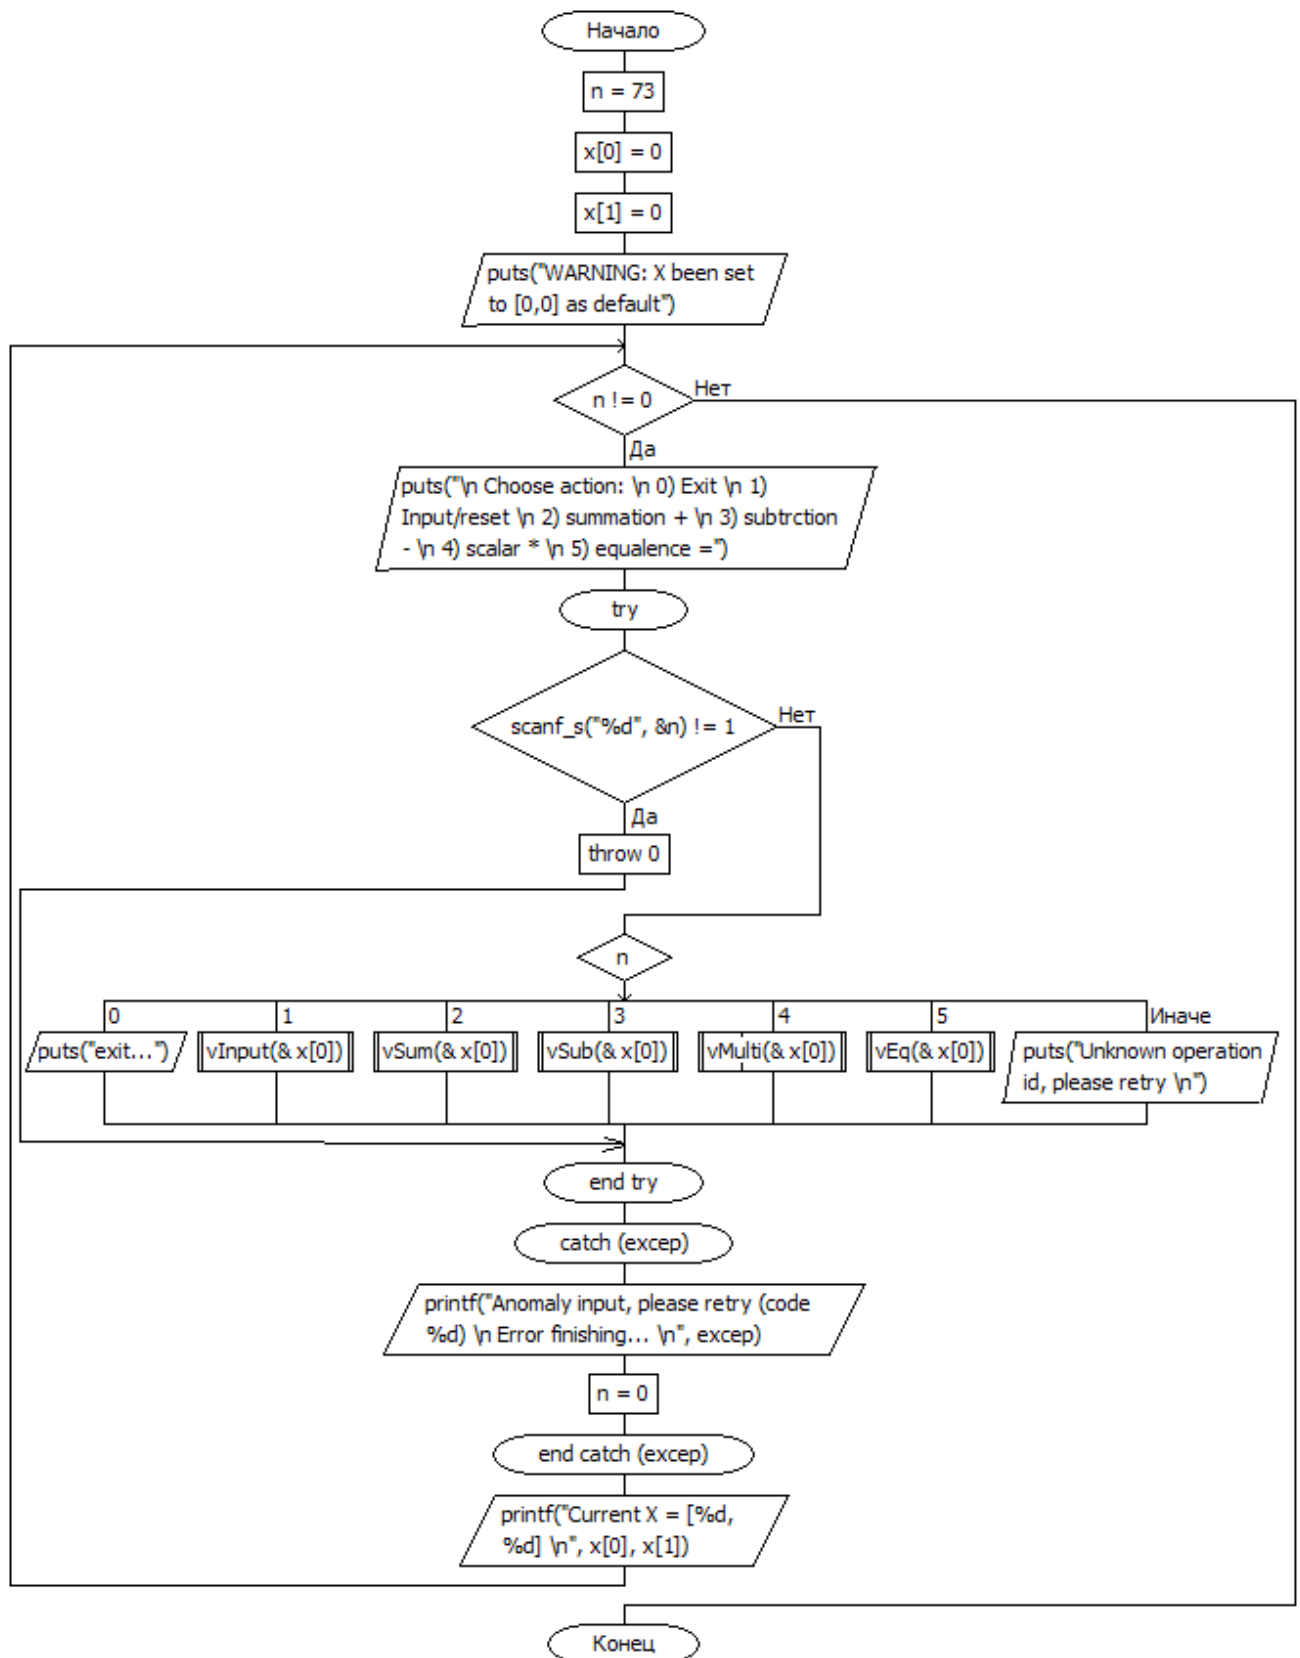 Начало
n = 73
x[0] = 0
x[1] = 0
puts("WARNING: X been set
to [0,0] as default")
n != 0
Нет
Да
puts("\n Choose action: \n 0) Exit \n 1)
Input/reset \n 2) summation + \n 3) subtrction
- \n 4) scalar * \n 5) equalence =")
try
scanf_s("%d", &n) != 1
Нет
Да
throw 0
n
0
1
2
3
4
5
Иначе
puts("exit...")
vInput(& x[0])
vSum(& x[0])
vSub(& x[0])
vMulti(& x[0])
vEq(& x[0])
puts("Unknown operation
id, please retry \n")
end try
catch (excep)
printf("Anomaly input, please retry (code
%d) \n Error finishing... \n", excep)
n = 0
end catch (excep)
printf("Current X = [%d,
%d] \n", x[0], x[1])
Конец